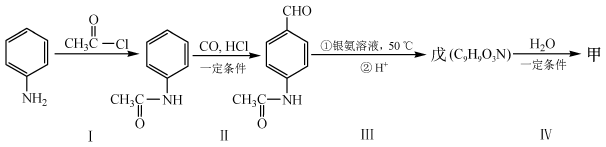 CHO
CH₃C—Cl
O
CO, HCl
①银氨溶液, 50 ℃
H₂O
戊 (C₉H₉O₃N)
甲
一定条件
② H⁺
一定条件
NH₂
CH₃C—NH
CH₃C—NH
O
O
I
II
III
IV